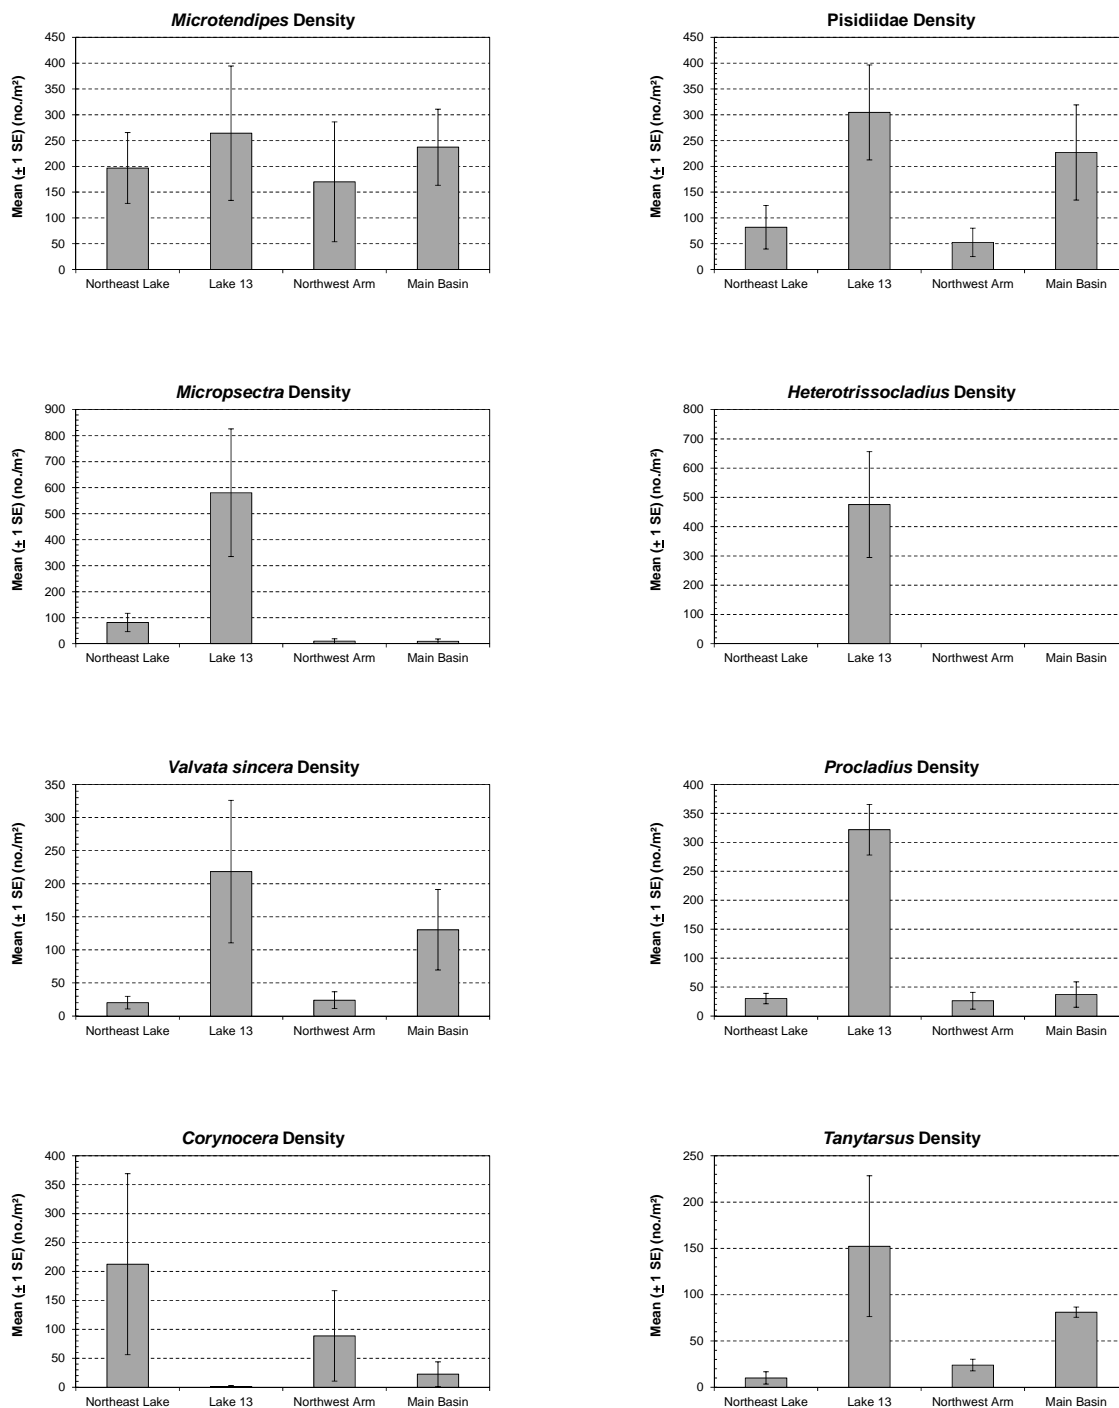 Microtendipes Density
450
400
350
300
250
200
150
100
50
0
Mean (± 1 SE) (no./m²)
Northeast Lake Lake 13 Northwest Arm Main Basin
Pisidiidae Density
450
400
350
300
250
200
150
100
50
0
Mean (± 1 SE) (no./m²)
Northeast Lake Lake 13 Northwest Arm Main Basin
Micropsectra Density
900
800
700
600
500
400
300
200
100
0
Mean (± 1 SE) (no./m²)
Northeast Lake Lake 13 Northwest Arm Main Basin
Heterotrissocladius Density
800
700
600
500
400
300
200
100
0
Mean (± 1 SE) (no./m²)
Northeast Lake Lake 13 Northwest Arm Main Basin
Valvata sincera Density
350
300
250
200
150
100
50
0
Mean (± 1 SE) (no./m²)
Northeast Lake Lake 13 Northwest Arm Main Basin
Procladius Density
400
350
300
250
200
150
100
50
0
Mean (± 1 SE) (no./m²)
Northeast Lake Lake 13 Northwest Arm Main Basin
Corynocera Density
400
350
300
250
200
150
100
50
0
Mean (± 1 SE) (no./m²)
Northeast Lake Lake 13 Northwest Arm Main Basin
Tanytarsus Density
250
200
150
100
50
0
Mean (± 1 SE) (no./m²)
Northeast Lake Lake 13 Northwest Arm Main Basin